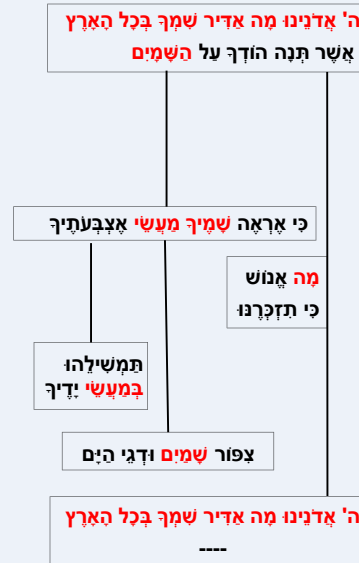 ה' אֲדֹנֵינוּ מָה אַדִּיר שִׁמְךָ בְּכָל הָאָרֶץ
אֲשֶׁר תְּנָה הוֹדְךָ עַל הַשָּׁמָיִם
כִּי אֶרְאֶה שָׁמֶיךָ מַעֲשֵׂי אֶצְבְּעֹתֶיךָ
מָה אֱנוֹשׁ
כִּי תִזְכְּרֶנּוּ
תַּמְשִׁילֵהוּ
בְּמַעֲשֵׂי יָדֶיךָ
צִפּוֹר שָׁמַיִם וּדְגֵי הַיָּם
ה' אֲדֹנֵינוּ מָה אַדִּיר שִׁמְךָ בְּכָל הָאָרֶץ
----